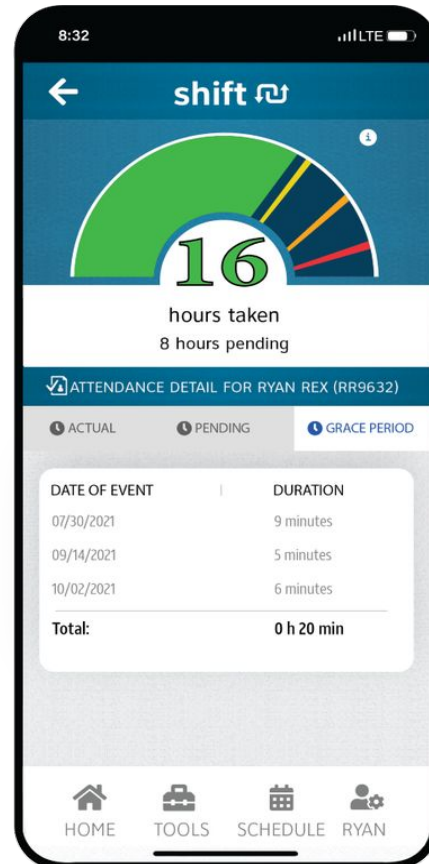 8:32 LTE
shift
i
16
hours taken
8 hours pending
ATTENDANCE DETAIL FOR RYAN REX (RR9632)
ACTUAL PENDING GRACE PERIOD
DATE OF EVENT DURATION
07/30/2021 9 minutes
09/14/2021 5 minutes
10/02/2021 6 minutes
Total: 0 h 20 min
HOME TOOLS SCHEDULE RYAN